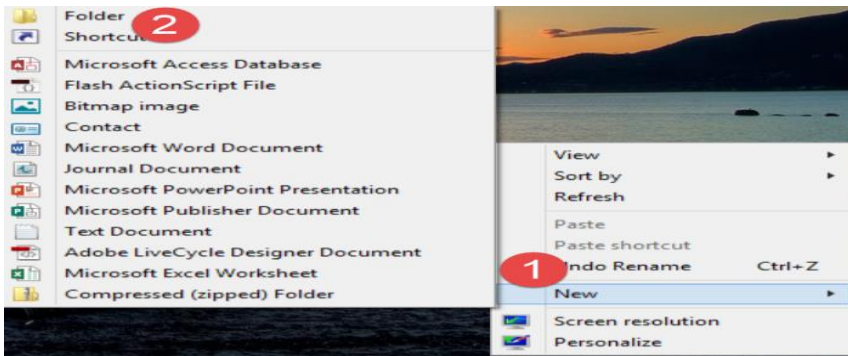 Folder
2
Shortcut
Microsoft Access Database
Flash ActionScript File
Bitmap image
Contact
Microsoft Word Document
Journal Document
Microsoft PowerPoint Presentation
Microsoft Publisher Document
Text Document
Adobe LiveCycle Designer Document
Microsoft Excel Worksheet
Compressed (zipped) Folder
View
Sort by
Refresh
Paste
Paste shortcut
1
Undo Rename Ctrl+Z
New
Screen resolution
Personalize